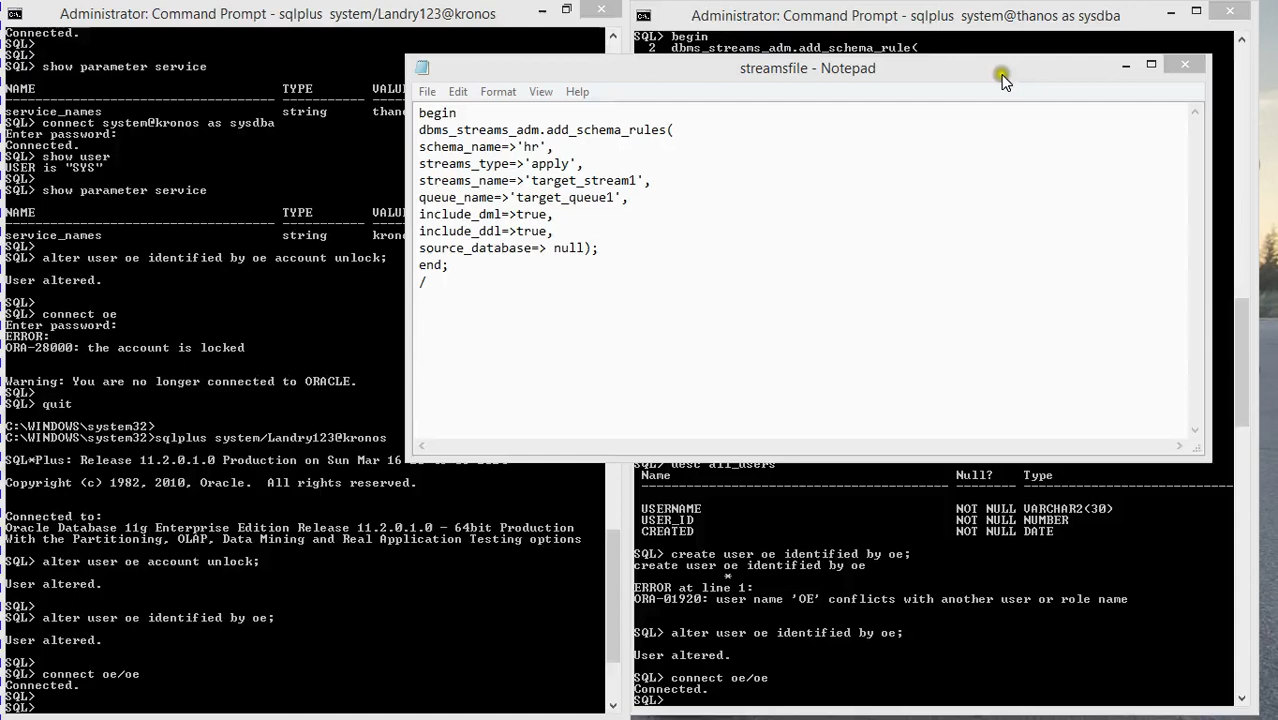 Administrator: Command Prompt - sqlplus  system/Landry123@kronos
Connected.
SQL>
SQL>
SQL> show parameter service
NAME TYPE VALU
service_names string than
SQL> connect system@kronos as sysdba
Enter password:
Connected.
SQL> show user
USER is "SYS"
SQL>
SQL> show parameter service
NAME TYPE VALU
service_names string kron
SQL>
SQL> alter user oe identified by oe account unlock;
User altered.
SQL>
SQL> connect oe
Enter password:
ERROR:
ORA-28000: the account is locked
Warning: You are no longer connected to ORACLE.
SQL>
SQL> quit
C:\WINDOWS\system32>
C:\WINDOWS\system32>sqlplus system/Landry123@kronos
SQL*Plus: Release 11.2.0.1.0 Production on Sun Mar 16
Copyright (c) 1982, 2010, Oracle.  All rights reserved.
Connected to:
Oracle Database 11g Enterprise Edition Release 11.2.0.1.0 - 64bit Production
With the Partitioning, OLAP, Data Mining and Real Application Testing options
SQL> alter user oe account unlock;
User altered.
SQL>
SQL> alter user oe identified by oe;
User altered.
SQL>
SQL> connect oe/oe
Connected.
SQL>
SQL>
Administrator: Command Prompt - sqlplus  system@thanos as sysdba
SQL> begin
2  dbms_streams_adm.add_schema_rule(
streamsfile - Notepad
File Edit Format View Help
begin
dbms_streams_adm.add_schema_rules(
schema_name=>'hr',
streams_type=>'apply',
streams_name=>'target_stream1',
queue_name=>'target_queue1',
include_dml=>true,
include_ddl=>true,
source_database=> null);
end;
/
SQL> desc all_users
Name Null? Type
USERNAME NOT NULL VARCHAR2(30)
USER_ID NOT NULL NUMBER
CREATED NOT NULL DATE
SQL> create user oe identified by oe;
create user oe identified by oe
*
ERROR at line 1:
ORA-01920: user name 'OE' conflicts with another user or role name
SQL> alter user oe identified by oe;
User altered.
SQL> connect oe/oe
Connected.
SQL>